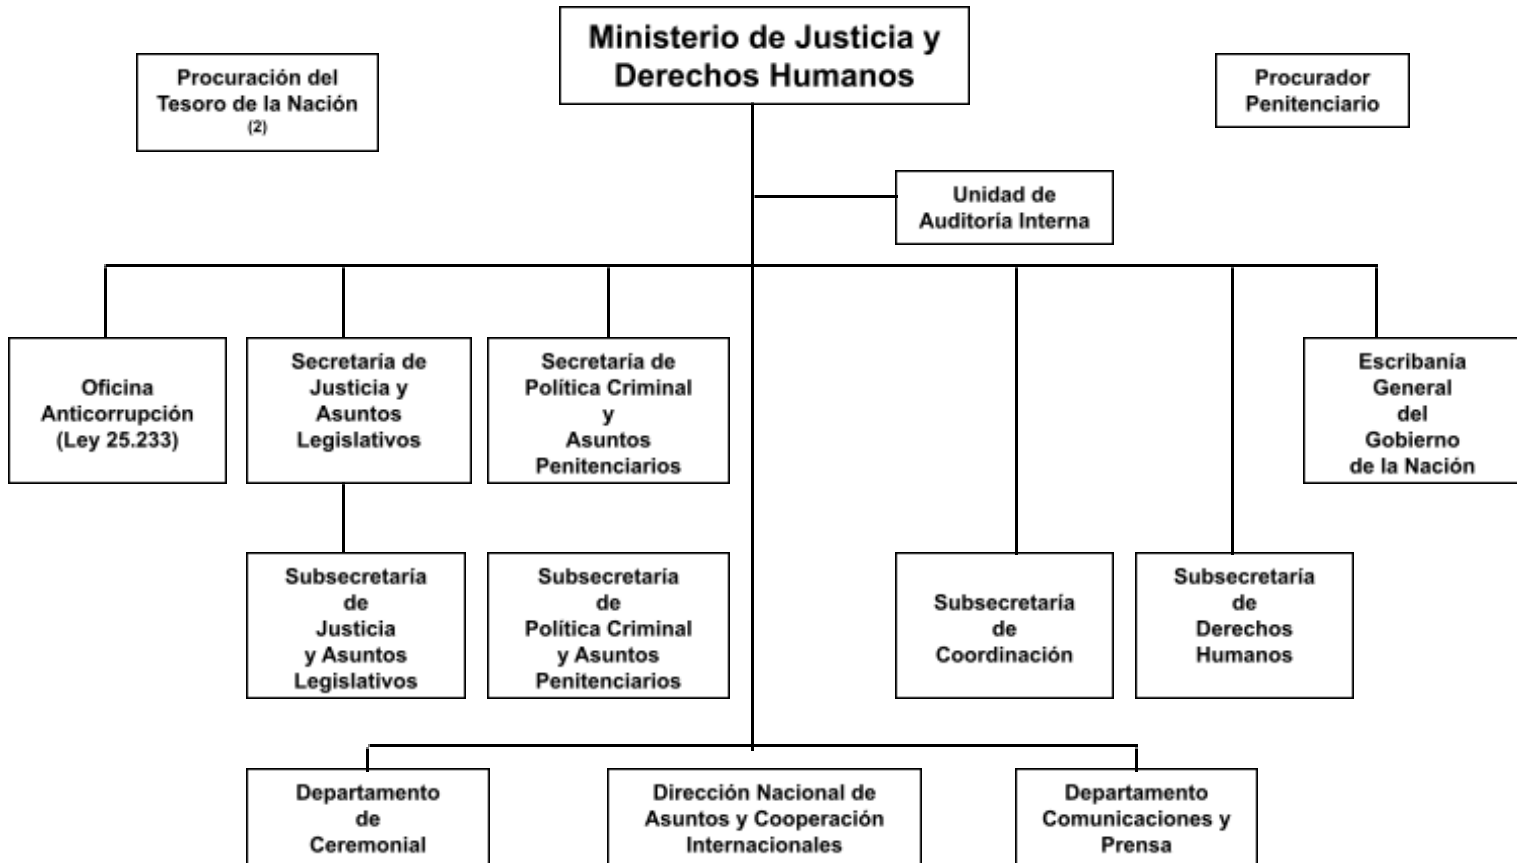 Ministerio de Justicia y
Derechos Humanos
Procuración del
Tesoro de la Nación
(2)
Procurador
Penitenciario
Unidad de
Auditoría Interna
Oficina
Anticorrupción
(Ley 25.233)
Secretaría de
Justicia y
Asuntos
Legislativos
Secretaría de
Política Criminal
y
Asuntos
Penitenciarios
Escribanía
General
del
Gobierno
de la Nación
Subsecretaría
de
Justicia
y Asuntos
Legislativos
Subsecretaría
de
Política Criminal
y Asuntos
Penitenciarios
Subsecretaría
de
Coordinación
Subsecretaría
de
Derechos
Humanos
Departamento
de
Ceremonial
Dirección Nacional de
Asuntos y Cooperación
Internacionales
Departamento
Comunicaciones y
Prensa